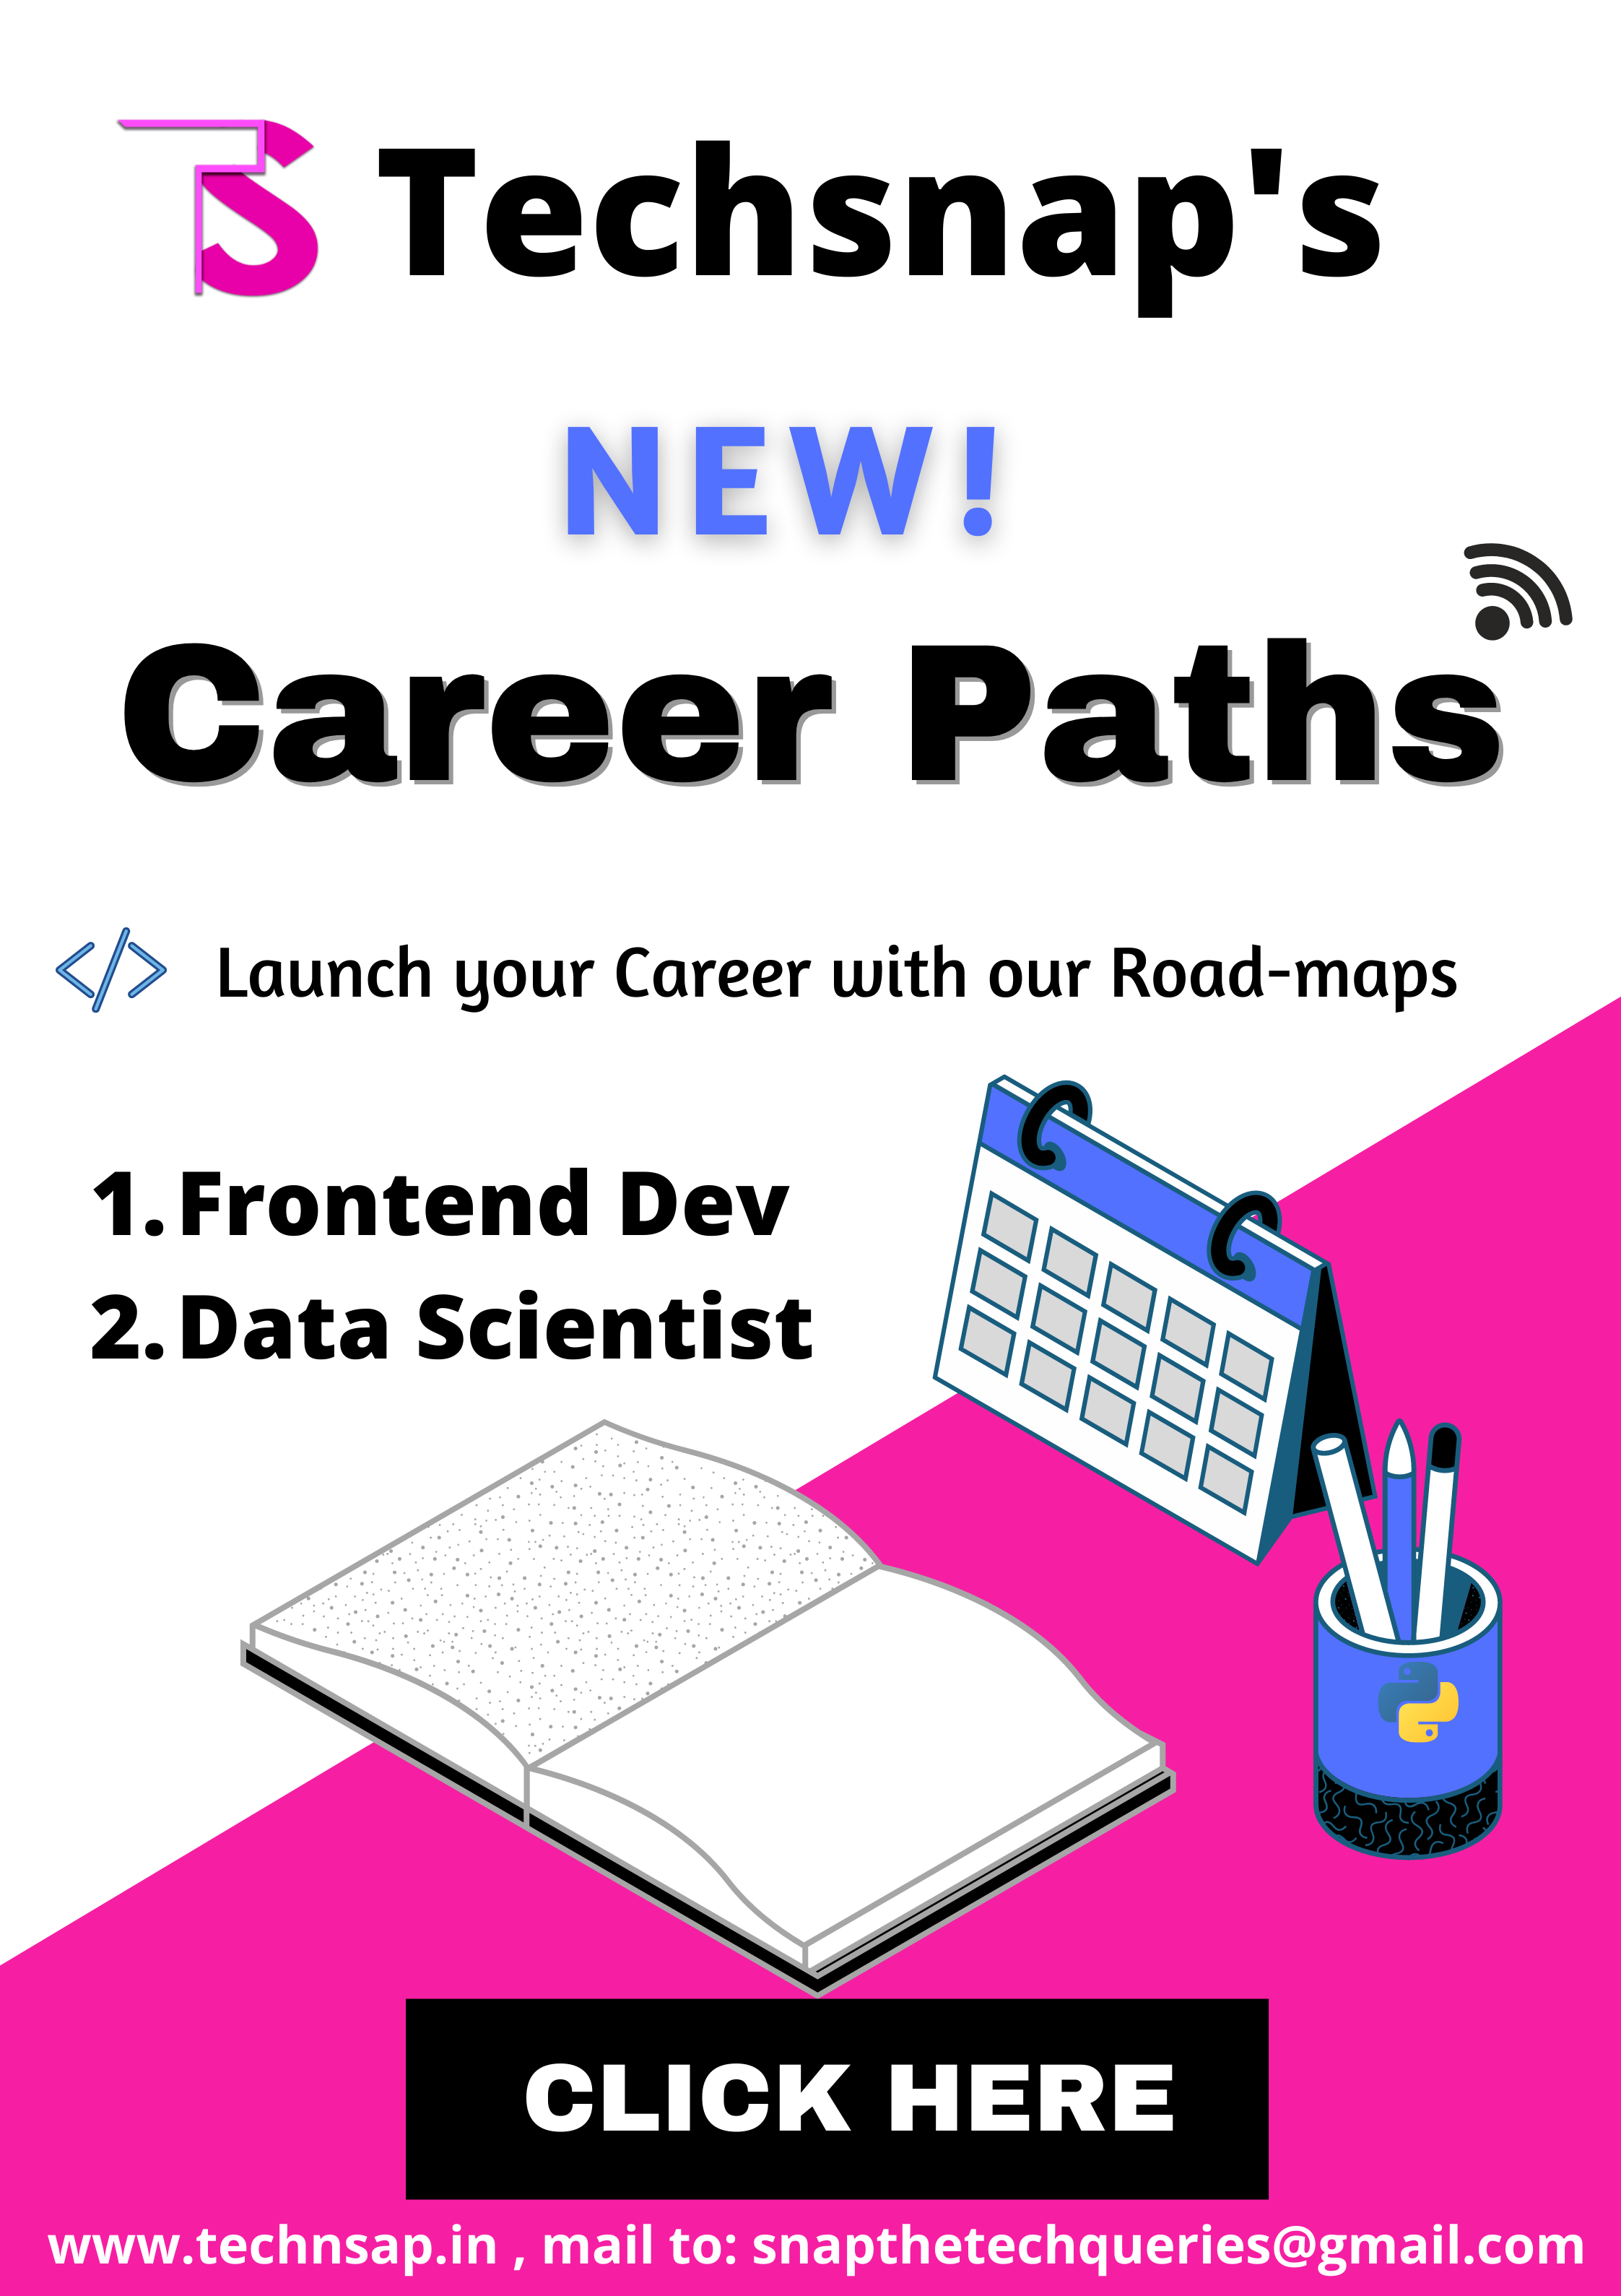 TS Techsnap's
NEW!
Career Paths
</> Launch your Career with our Road-maps
1. Frontend Dev
2. Data Scientist
CLICK HERE
www.technsap.in , mail to: snapthetechqueries@gmail.com